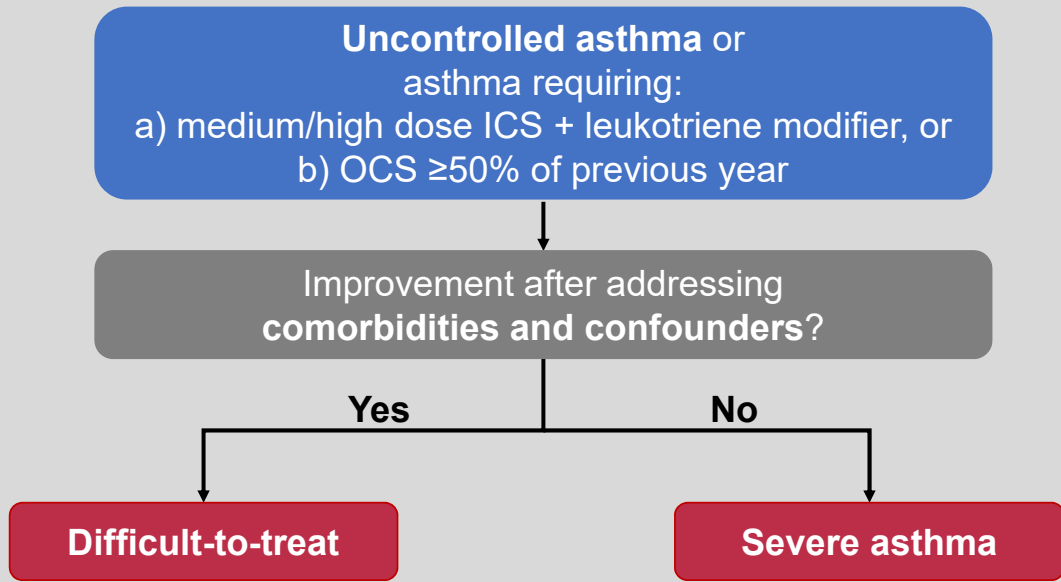 Uncontrolled asthma or
asthma requiring:
a) medium/high dose ICS + leukotriene modifier, or
b) OCS ≥50% of previous year
Improvement after addressing
comorbidities and confounders?
Yes
No
Difficult-to-treat
Severe asthma